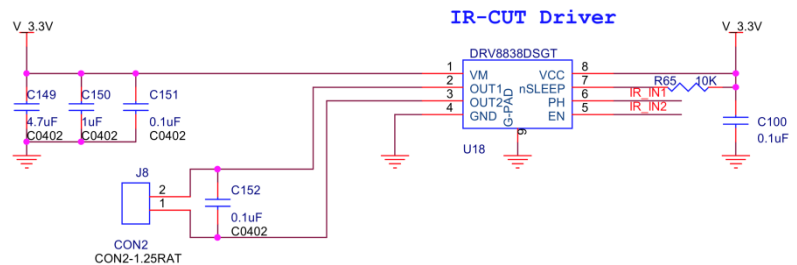 IR-CUT Driver
V_3.3V
V_3.3V
DRV8838DSGT
1 VM VCC 8
2 OUT1 nSLEEP 7 R65 10K
3 OUT2 PH 6 IR_IN1
4 GND EN 5 IR_IN2
G-PAD
9
U18
C149 C150 C151
4.7uF 1uF 0.1uF
C0402 C0402 C0402
C100
0.1uF
J8
2
1
C152
0.1uF
C0402
CON2
CON2-1.25RAT